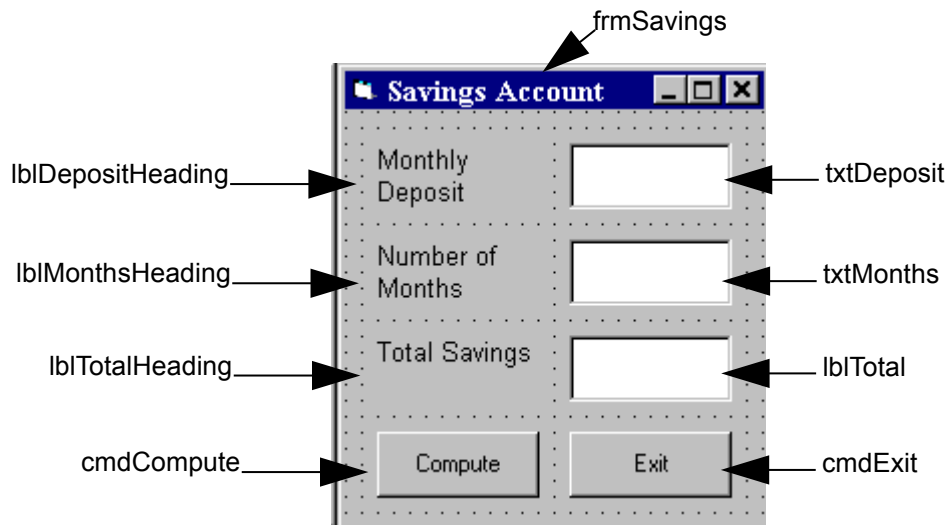 frmSavings
Savings Account
lblDepositHeading
Monthly
Deposit
txtDeposit
lblMonthsHeading
Number of
Months
txtMonths
lblTotalHeading
Total Savings
lblTotal
cmdCompute
Compute
Exit
cmdExit